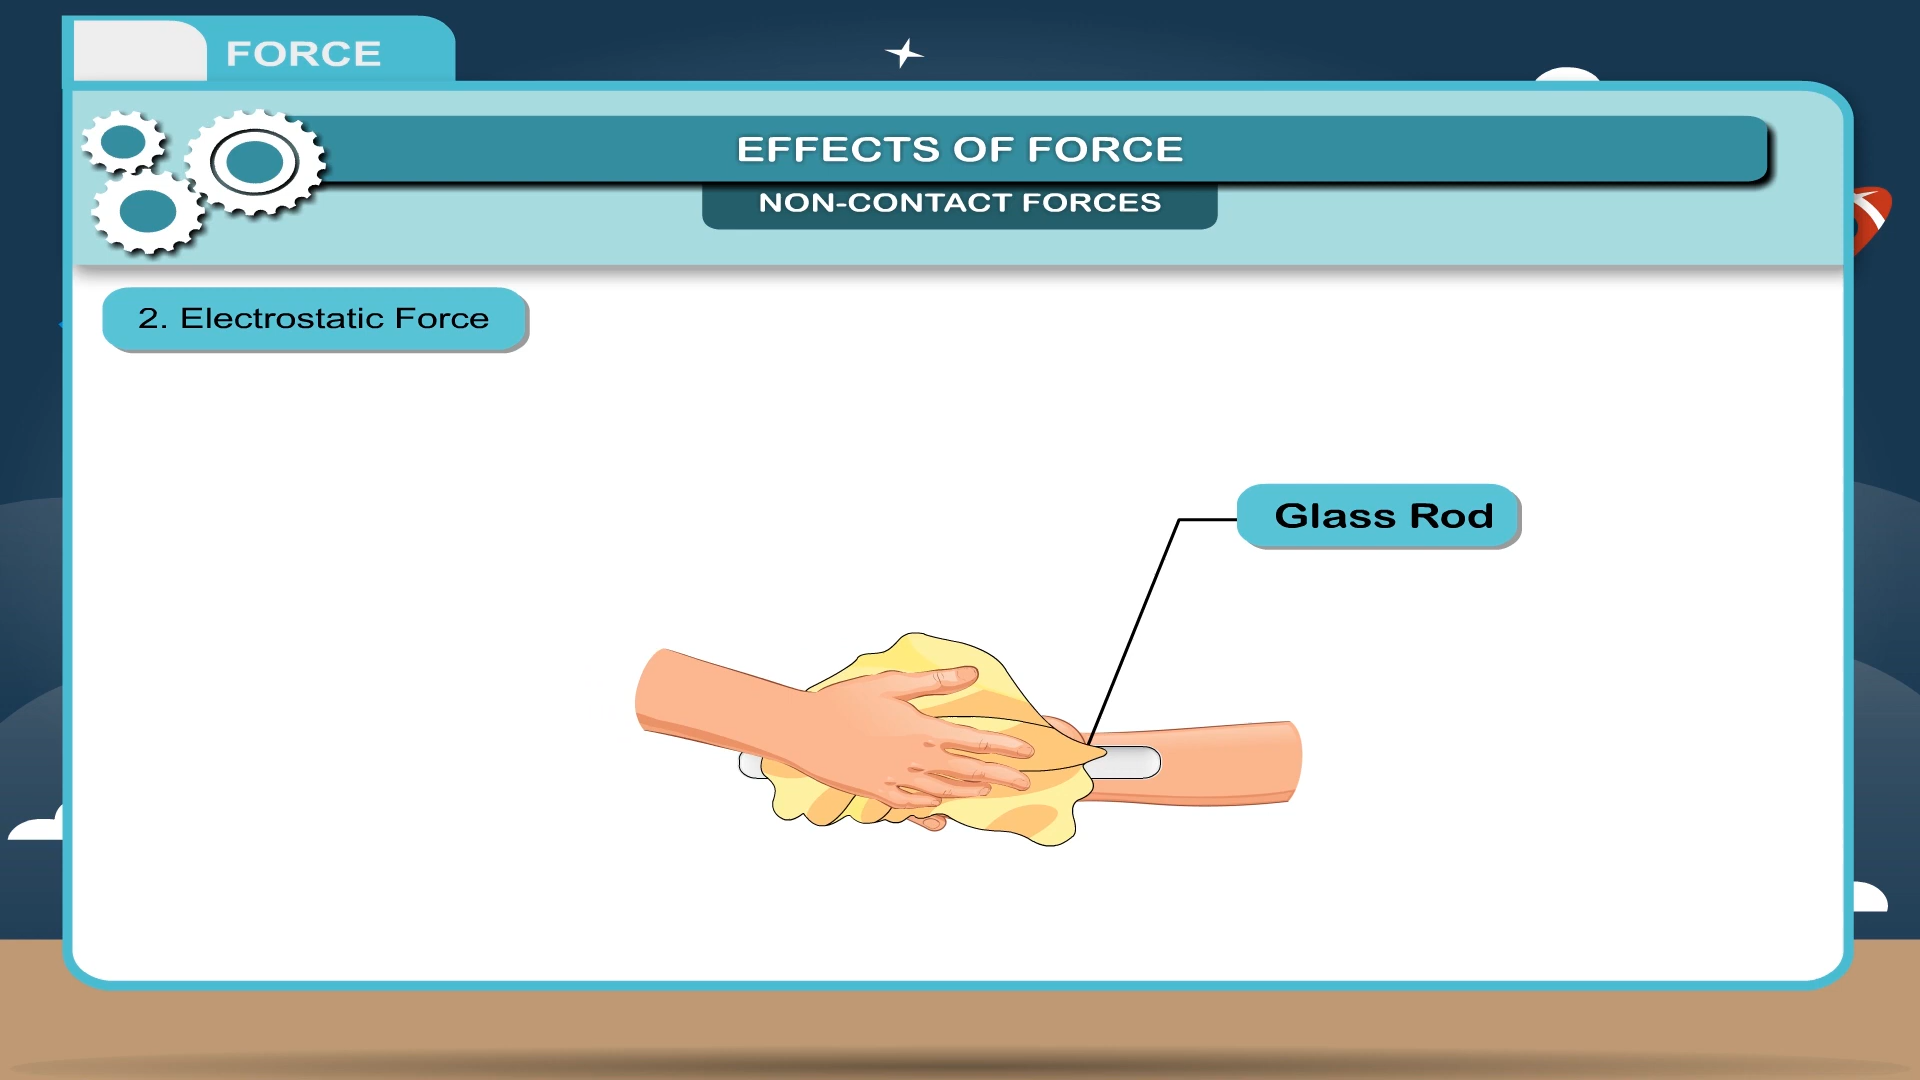 FORCE
EFFECTS OF FORCE
NON-CONTACT FORCES
2. Electrostatic Force
Glass Rod